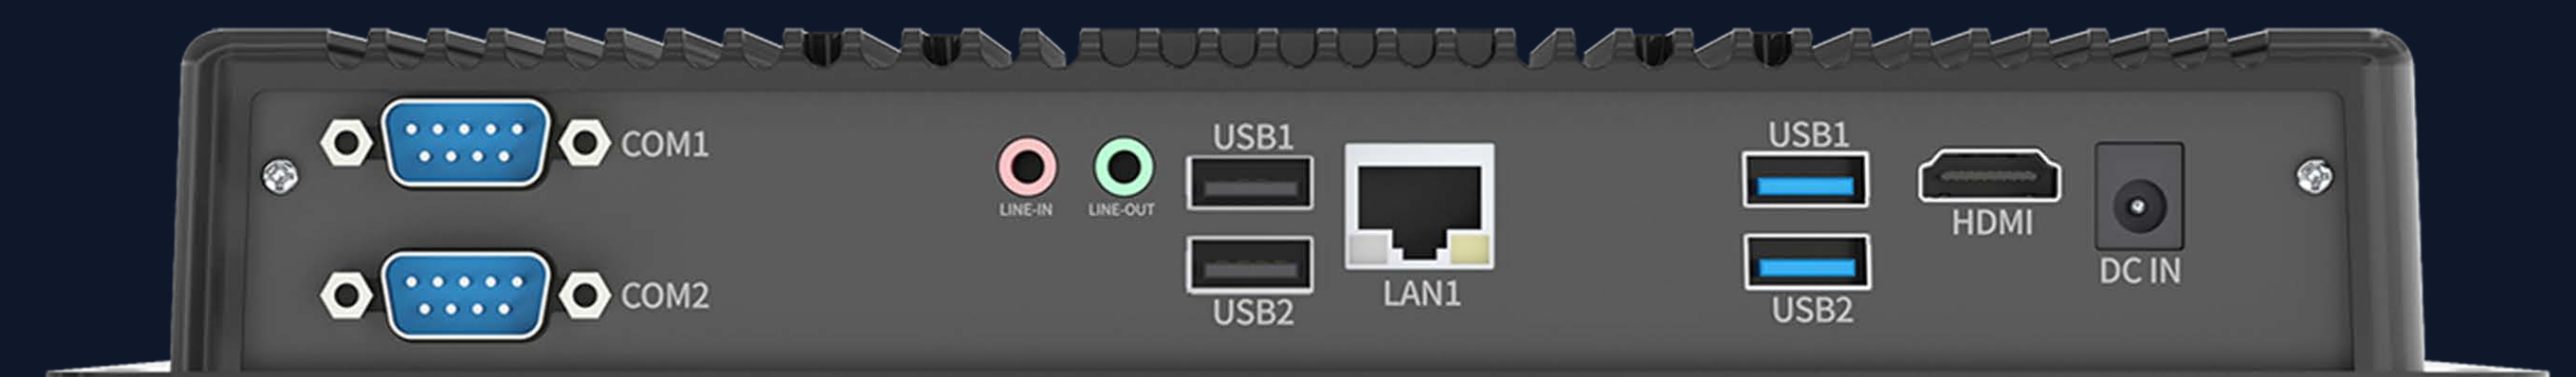 COM1
COM2
LINE-IN
LINE-OUT
USB1
USB2
LAN1
USB1
USB2
HDMI
DC IN